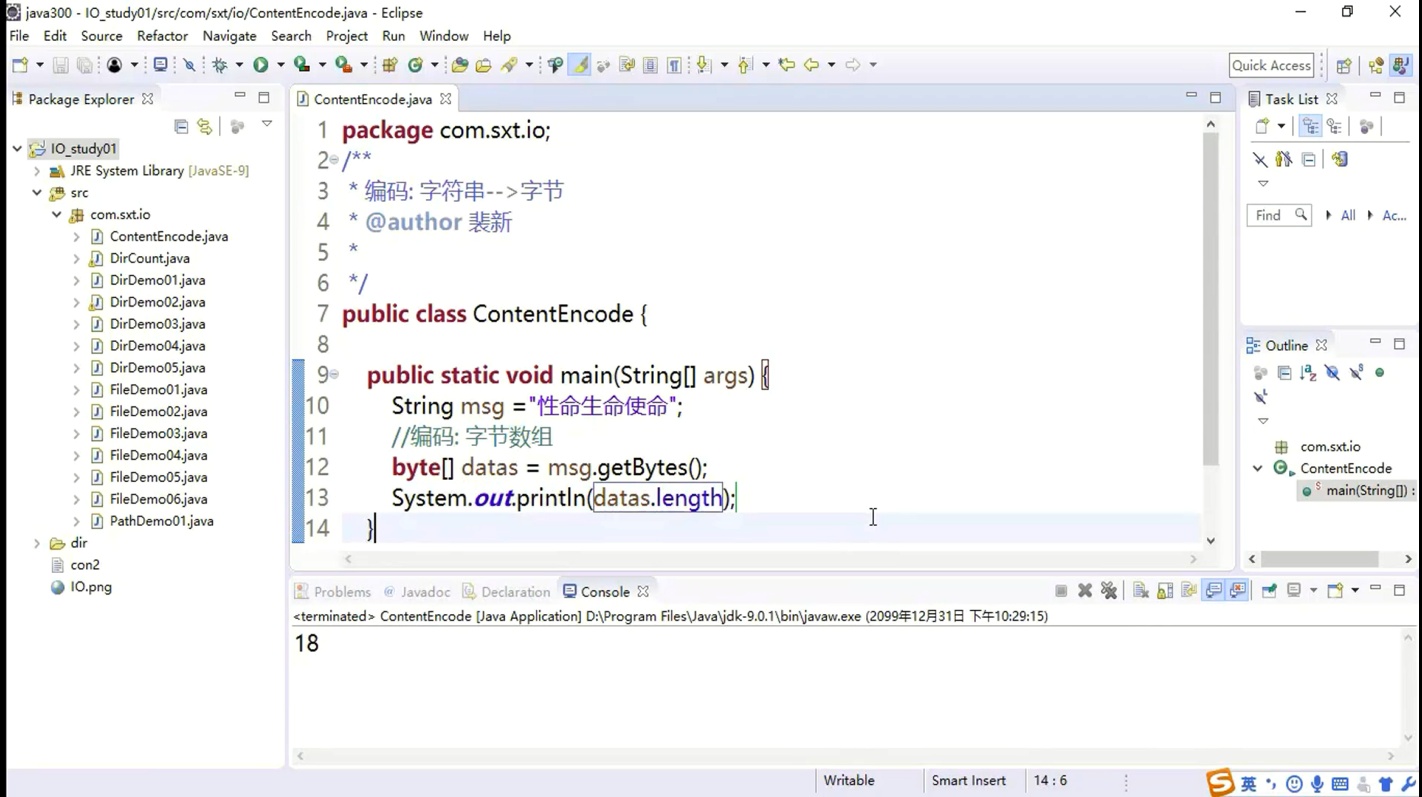 java300 - IO_study01/src/com/sxt/io/ContentEncode.java - Eclipse
File Edit Source Refactor Navigate Search Project Run Window Help
Quick Access
Package Explorer
IO_study01
JRE System Library [JavaSE-9]
src
com.sxt.io
ContentEncode.java
DirCount.java
DirDemo01.java
DirDemo02.java
DirDemo03.java
DirDemo04.java
DirDemo05.java
FileDemo01.java
FileDemo02.java
FileDemo03.java
FileDemo04.java
FileDemo05.java
FileDemo06.java
PathDemo01.java
dir
con2
IO.png
ContentEncode.java
1 package com.sxt.io;
2 /**
3 * 编码: 字符串-->字节
4 * @author 裴新
5 *
6 */
7 public class ContentEncode {
8
9 public static void main(String[] args) {
10 String msg ="性命生命使命";
11 //编码: 字节数组
12 byte[] datas = msg.getBytes();
13 System.out.println(datas.length);
14 }
Task List
Find All Ac...
Outline
com.sxt.io
ContentEncode
main(String[]) :
Problems @ Javadoc Declaration Console
<terminated> ContentEncode [Java Application] D:\Program Files\Java\jdk-9.0.1\bin\javaw.exe (2099年12月31日 下午10:29:15)
18
Writable Smart Insert 14 : 6
英